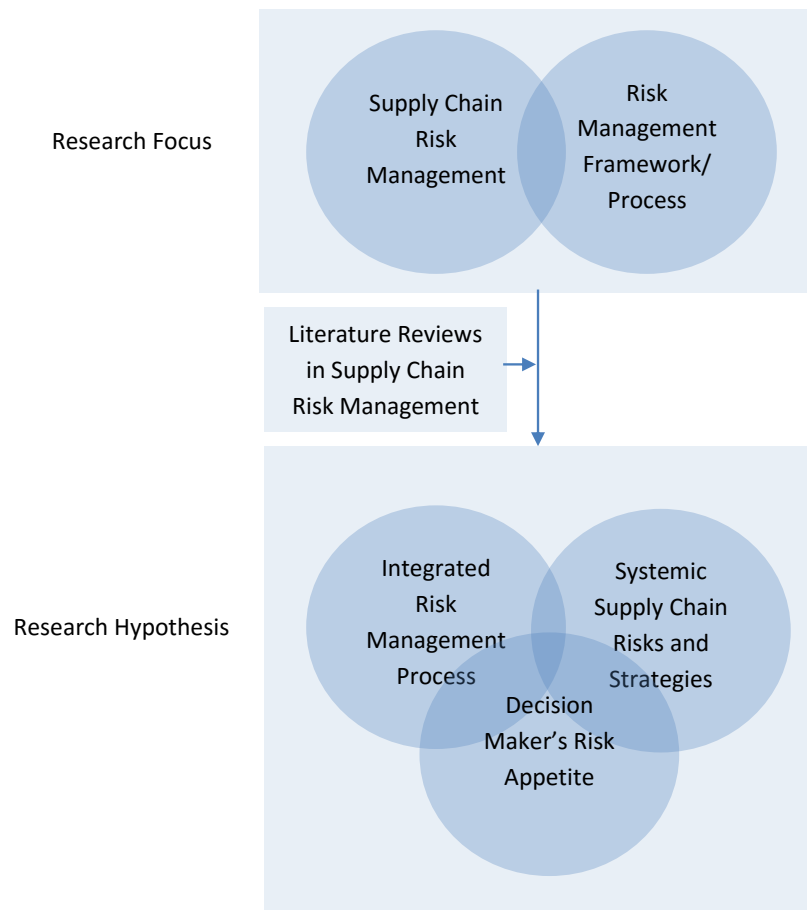 Research Focus
Supply Chain
Risk
Management
Risk
Management
Framework/
Process
Literature Reviews
in Supply Chain
Risk Management
Research Hypothesis
Integrated
Risk
Management
Process
Systemic
Supply Chain
Risks and
Strategies
Decision
Maker’s Risk
Appetite